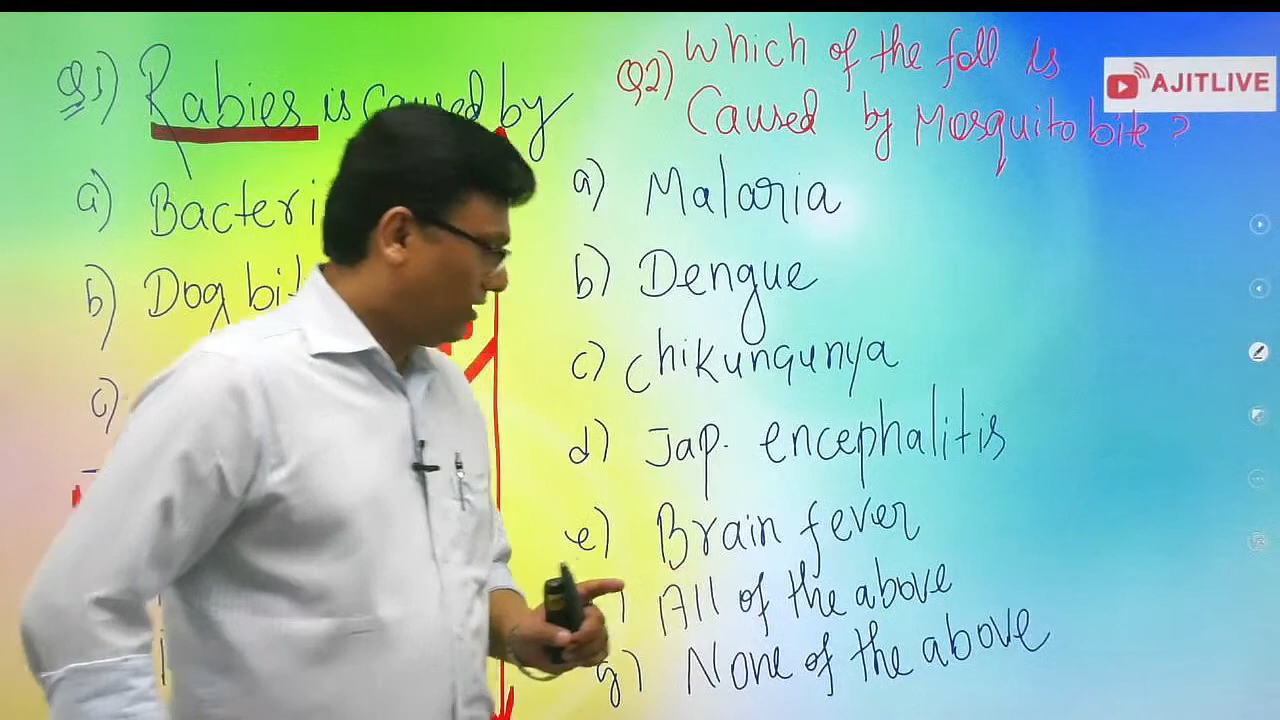 Q1) Rabies is caused by
a) Bacteri
b) Dog bit
c)
Q2) Which of the foll is
Caused by Mosquito bite ?
a) Malaria
b) Dengue
c) Chikungunya
d) Jap. encephalitis
e) Brain fever
) All of the above
g) None of the above
AJITLIVE